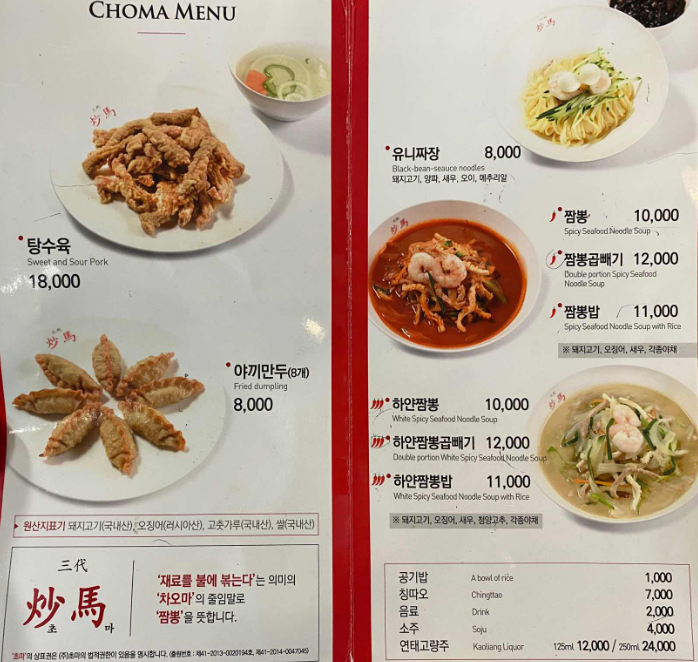 CHOMA MENU
炒馬
탕수육
Sweet and Sour Pork
18,000
炒馬
야끼만두(8개)
Fried dumpling
8,000
원산지표기 돼지고기(국내산), 오징어(러시아산), 고춧가루(국내산), 쌀(국내산)
三代
炒馬
초 마
'재료를 불에 볶는다'는 의미의
'차오마'의 줄임말로
'짬뽕'을 뜻합니다.
'초마'의 상표권은 (주)초마의 법적권한이 있음을 명시합니다. (출원번호 : 제41-2013-0020194호, 제41-2014-0047045)
炒馬
유니짜장 8,000
Black-bean-seauce noodles
돼지고기, 양파, 새우, 오이, 메추리알
炒馬
짬뽕 10,000
Spicy Seafood Noodle Soup
짬뽕곱빼기 12,000
Double portion Spicy Seafood
Noodle Soup
짬뽕밥 11,000
Spicy Seafood Noodle Soup with Rice
※ 돼지고기, 오징어, 새우, 각종야채
하얀짬뽕 10,000
White Spicy Seafood Noodle Soup
하얀짬뽕곱빼기 12,000
Double portion White Spicy Seafood Noodle Soup
하얀짬뽕밥 11,000
White Spicy Seafood Noodle Soup with Rice
※ 돼지고기, 오징어, 새우, 청양고추, 각종야채
공기밥 A bowl of rice 1,000
칭따오 Chingttao 7,000
음료 Drink 2,000
소주 Soju 4,000
연태고량주 Kaoliang Liquor 125ml 12,000 / 250ml 24,000